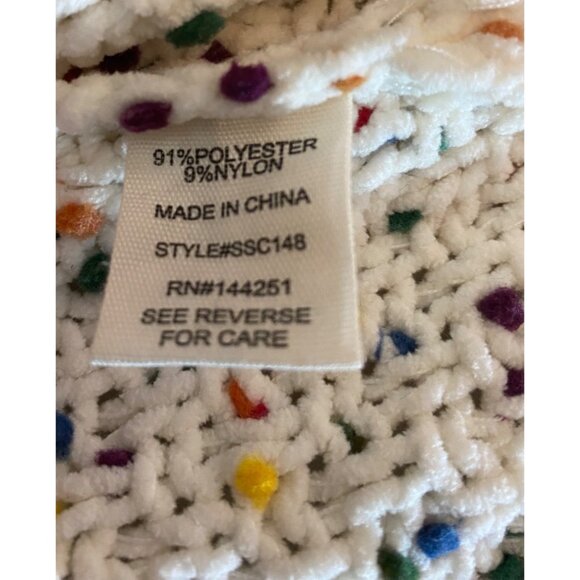 91%POLYESTER
9%NYLON
MADE IN CHINA
STYLE#SSC148
RN#144251
SEE REVERSE
FOR CARE